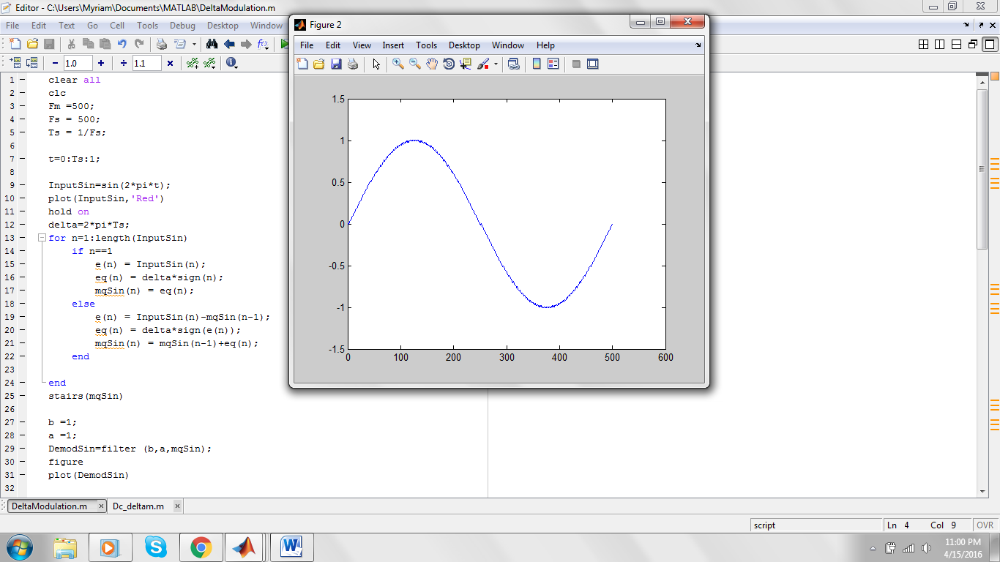 Editor - C:\Users\Myriam\Documents\MATLAB\DeltaModulation.m
File Edit Text Go Cell Tools Debug Desktop Window
1.0
1.1
1 clear all
2 clc
3 Fm =500;
4 Fs = 500;
5 Ts = 1/Fs;
6
7 t=0:Ts:1;
8
9 InputSin=sin(2*pi*t);
10 plot(InputSin,'Red')
11 hold on
12 delta=2*pi*Ts;
13 for n=1:length(InputSin)
14 if n==1
15 e(n) = InputSin(n);
16 eq(n) = delta*sign(n);
17 mqSin(n) = eq(n);
18 else
19 e(n) = InputSin(n)-mqSin(n-1);
20 eq(n) = delta*sign(e(n));
21 mqSin(n) = mqSin(n-1)+eq(n);
22 end
23
24 end
25 stairs(mqSin)
26
27 b =1;
28 a =1;
29 DemodSin=filter (b,a,mqSin);
30 figure
31 plot(DemodSin)
32
Figure 2
File Edit View Insert Tools Desktop Window Help
1.5
1
0.5
0
-0.5
-1
-1.5
0 100 200 300 400 500 600
DeltaModulation.m Dc_deltam.m
script Ln 4 Col 9 OVR
11:00 PM
4/15/2016